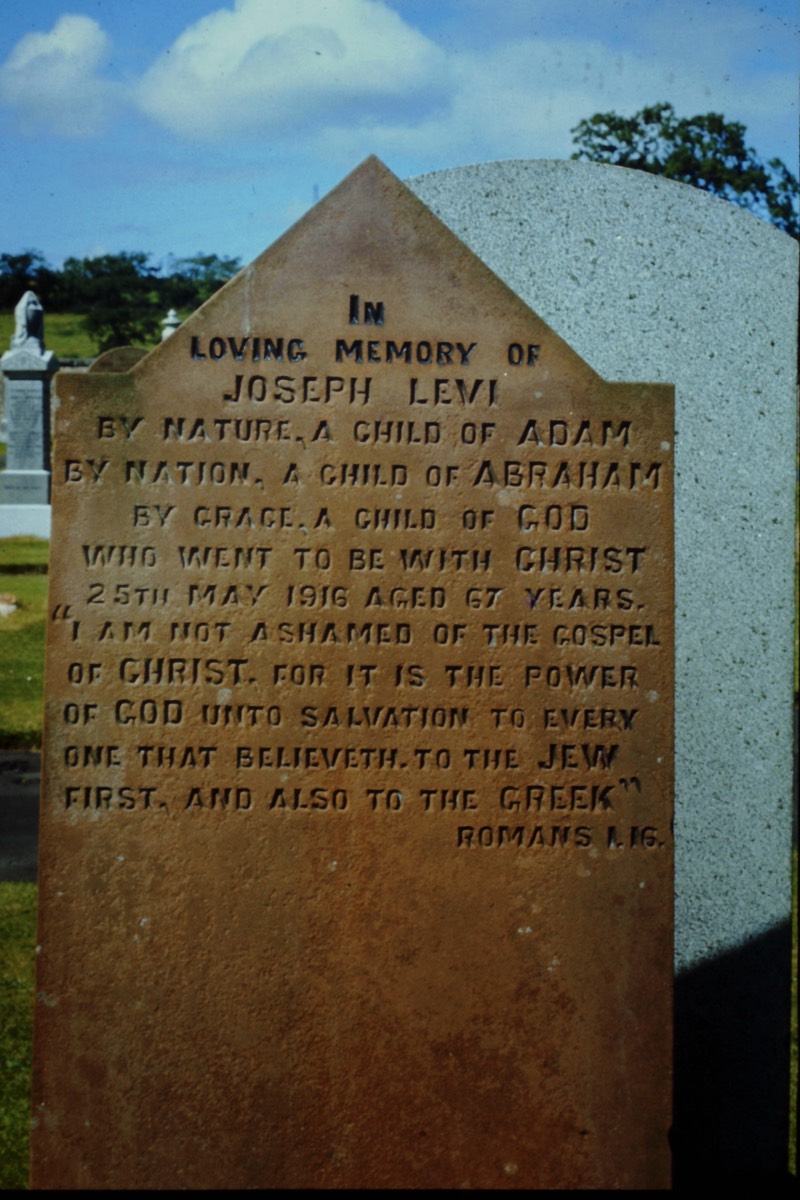 IN
LOVING MEMORY OF
JOSEPH LEVI
BY NATURE, A CHILD OF ADAM
BY NATION, A CHILD OF ABRAHAM
BY GRACE, A CHILD OF GOD
WHO WENT TO BE WITH CHRIST
25TH MAY 1916 AGED 67 YEARS.
"I AM NOT ASHAMED OF THE GOSPEL
OF CHRIST, FOR IT IS THE POWER
OF GOD UNTO SALVATION TO EVERY
ONE THAT BELIEVETH, TO THE JEW
FIRST, AND ALSO TO THE GREEK"
ROMANS 1.16.